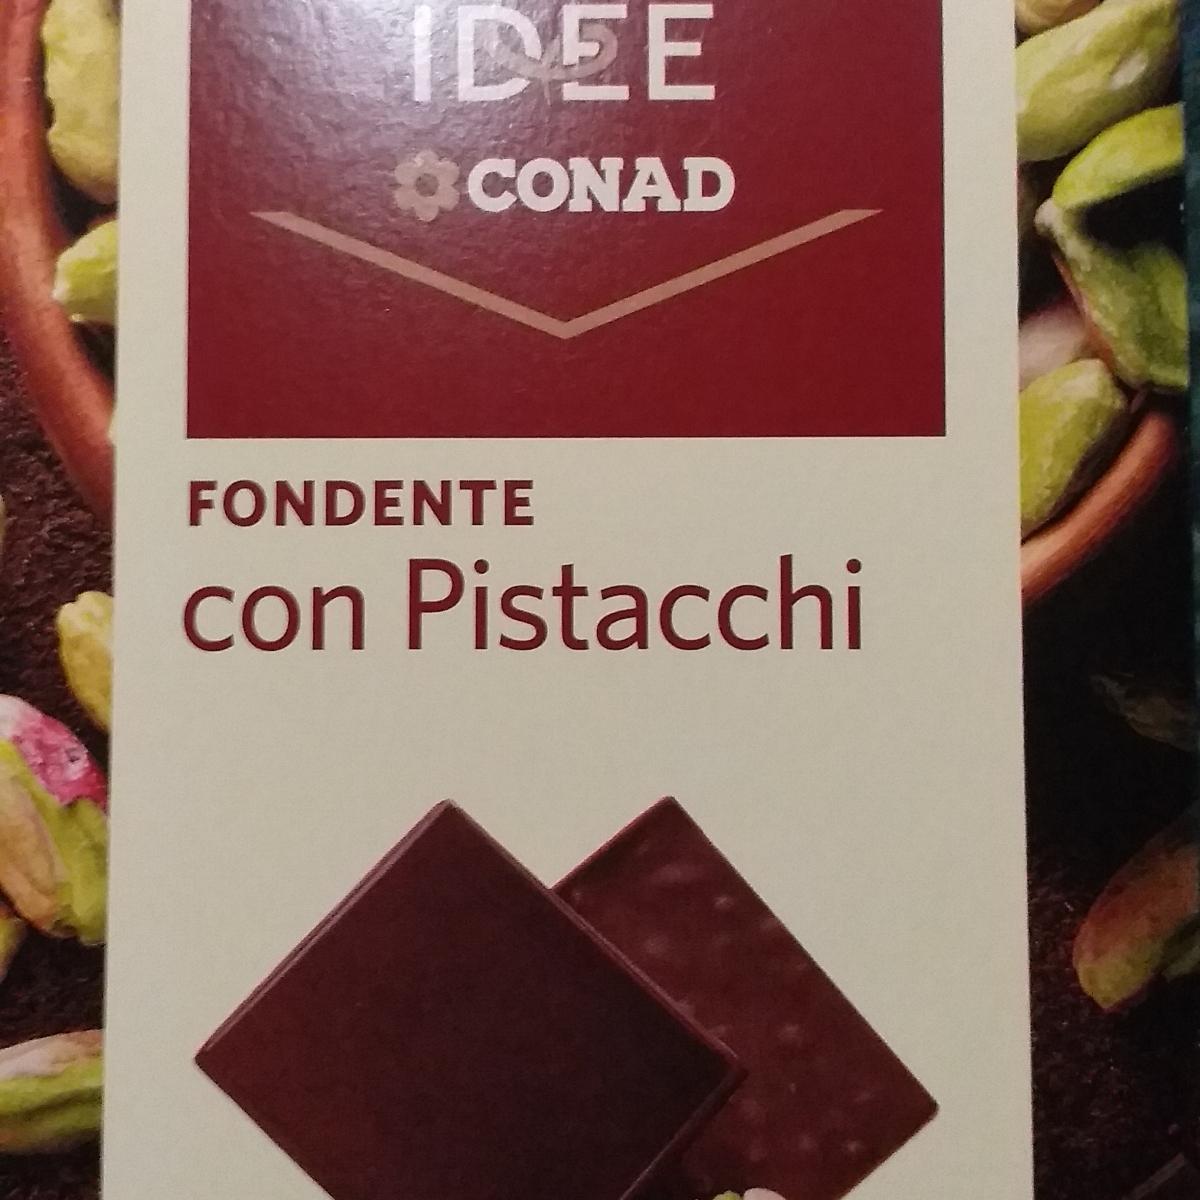 IDEE
CONAD
FONDENTE
con Pistacchi